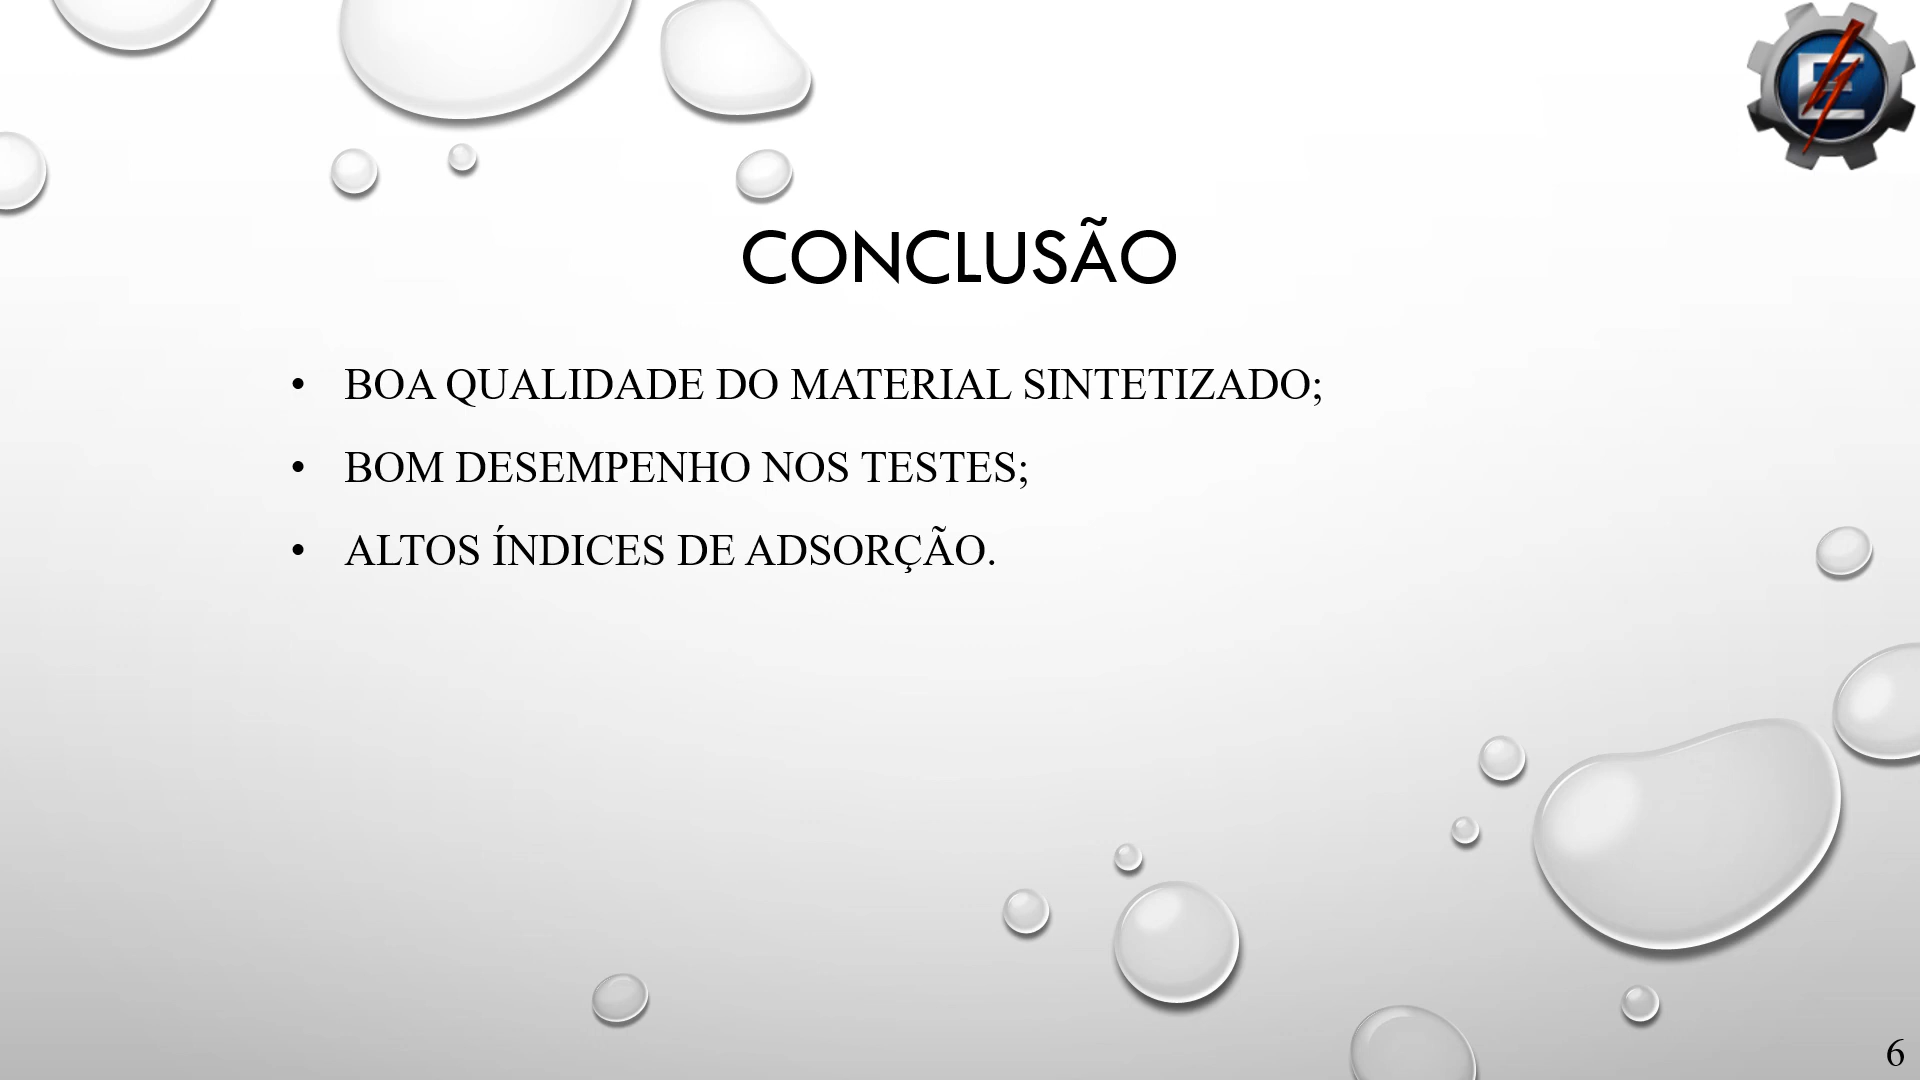 CONCLUSÃO
• BOA QUALIDADE DO MATERIAL SINTETIZADO;
• BOM DESEMPENHO NOS TESTES;
• ALTOS ÍNDICES DE ADSORÇÃO.
6